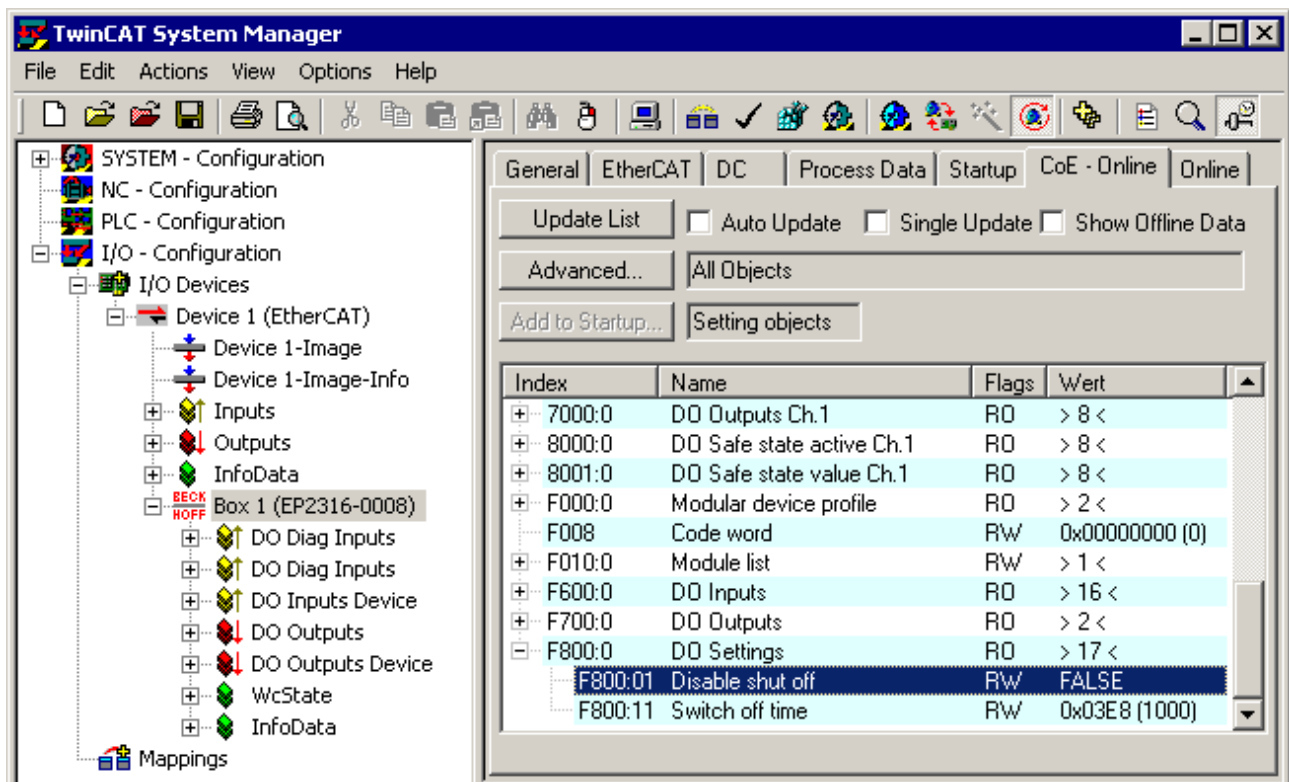 TwinCAT System Manager
File Edit Actions View Options Help
SYSTEM - Configuration
NC - Configuration
PLC - Configuration
I/O - Configuration
I/O Devices
Device 1 (EtherCAT)
Device 1-Image
Device 1-Image-Info
Inputs
Outputs
InfoData
BECK
HOFF
Box 1 (EP2316-0008)
DO Diag Inputs
DO Diag Inputs
DO Inputs Device
DO Outputs
DO Outputs Device
WcState
InfoData
Mappings
General EtherCAT DC Process Data Startup CoE - Online Online
Update List Auto Update Single Update Show Offline Data
Advanced... All Objects
Add to Startup... Setting objects
Index Name Flags Wert
7000:0 DO Outputs Ch.1 RO > 8 <
8000:0 DO Safe state active Ch.1 RO > 8 <
8001:0 DO Safe state value Ch.1 RO > 8 <
F000:0 Modular device profile RO > 2 <
F008 Code word RW 0x00000000 (0)
F010:0 Module list RW > 1 <
F600:0 DO Inputs RO > 16 <
F700:0 DO Outputs RO > 2 <
F800:0 DO Settings RO > 17 <
F800:01 Disable shut off RW FALSE
F800:11 Switch off time RW 0x03E8 (1000)